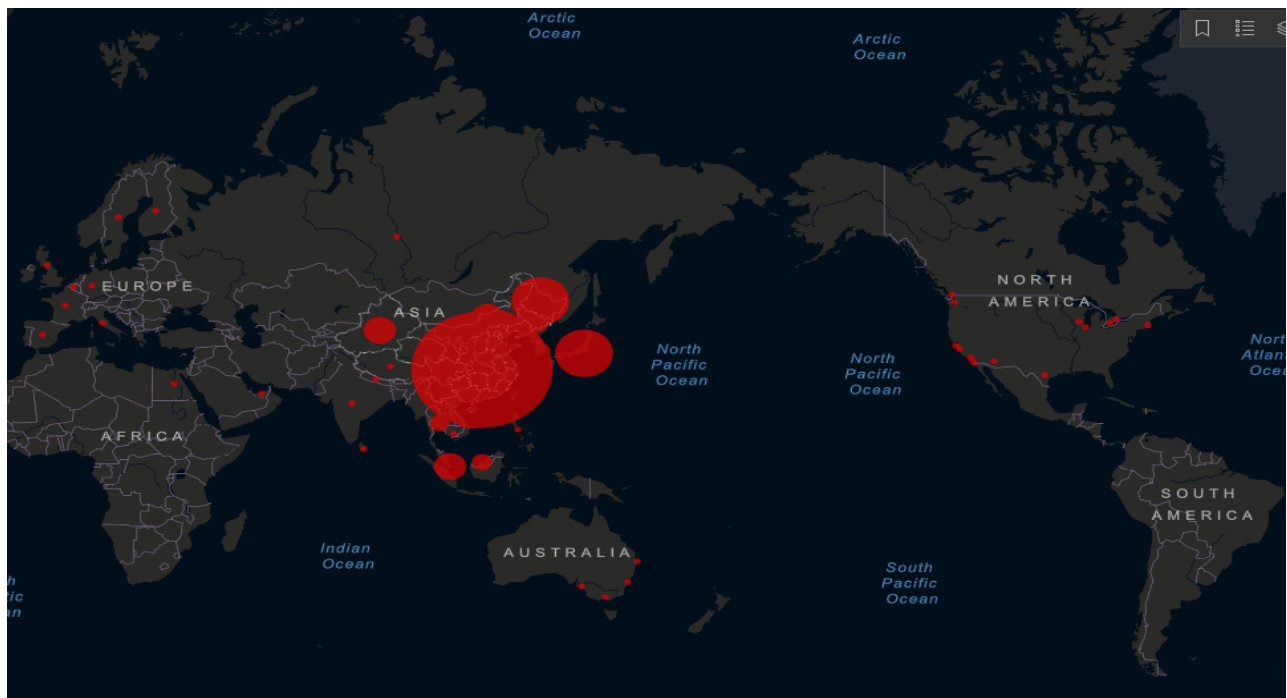 Arctic
Ocean
Arctic
Ocean
EUROPE
ASIA
NORTH
AMERICA
North
Pacific
Ocean
North
Pacific
Ocean
AFRICA
SOUTH
AMERICA
Indian
Ocean
AUSTRALIA
South
Pacific
Ocean